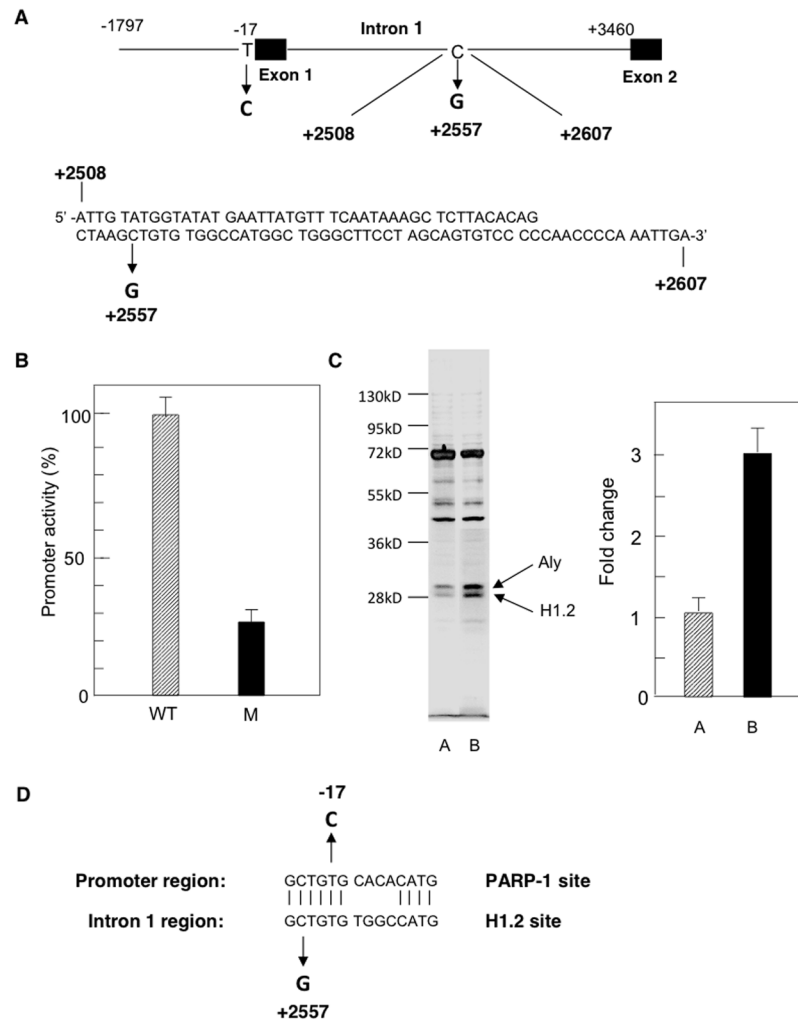 A
-1797
-17
Intron 1
+3460
T
C
Exon 1
Exon 2
C
G
+2508
+2557
+2607
+2508
5' -ATTG TATGGTATAT GAATTATGTT TCAATAAAGC TCTTACACAG
CTAAGCTGTG TGGCCATGGC TGGGCTTCCT AGCAGTGTCC CCCAACCCCA AATTGA-3'
G
+2557
+2607
B
Promoter activity (%)
100
50
0
WT
M
C
130kD
95kD
72kD
55kD
36kD
28kD
Aly
H1.2
A B
Fold change
3
2
1
0
A
B
D
-17
C
Promoter region: GCTGTG CACACATG PARP-1 site
Intron 1 region: GCTGTG TGGCCATG H1.2 site
G
+2557